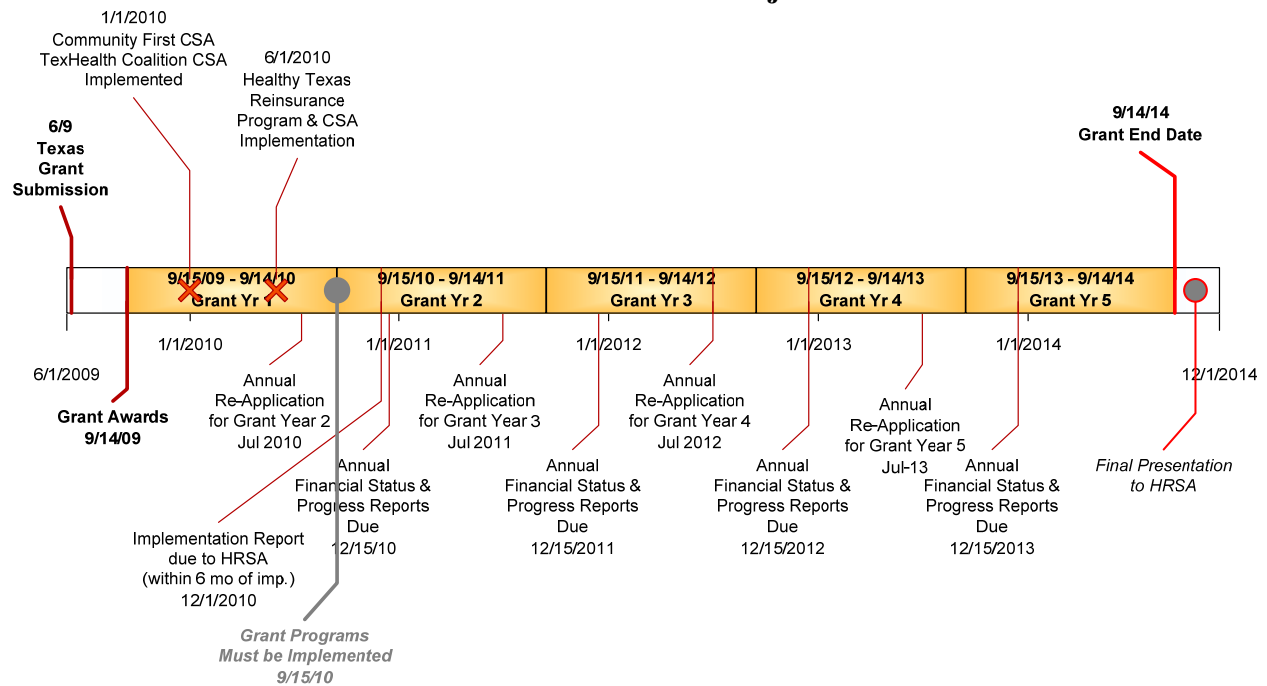 1/1/2010
Community First CSA
TexHealth Coalition CSA
Implemented
6/1/2010
Healthy Texas
Reinsurance
Program & CSA
Implementation
6/9
Texas
Grant
Submission
9/14/14
Grant End Date
9/15/09 - 9/14/10
Grant Yr 1
9/15/10 - 9/14/11
Grant Yr 2
9/15/11 - 9/14/12
Grant Yr 3
9/15/12 - 9/14/13
Grant Yr 4
9/15/13 - 9/14/14
Grant Yr 5
6/1/2009
1/1/2010
1/1/2011
1/1/2012
1/1/2013
1/1/2014
12/1/2014
Grant Awards
9/14/09
Annual
Re-Application
for Grant Year 2
Jul 2010
Annual
Re-Application
for Grant Year 3
Jul 2011
Annual
Re-Application
for Grant Year 4
Jul 2012
Annual
Re-Application
for Grant Year 5
Jul-13
Annual
Financial Status &
Progress Reports
Due
12/15/10
Annual
Financial Status &
Progress Reports
Due
12/15/2011
Annual
Financial Status &
Progress Reports
Due
12/15/2012
Annual
Financial Status &
Progress Reports
Due
12/15/2013
Final Presentation
to HRSA
Implementation Report
due to HRSA
(within 6 mo of imp.)
12/1/2010
Grant Programs
Must be Implemented
9/15/10